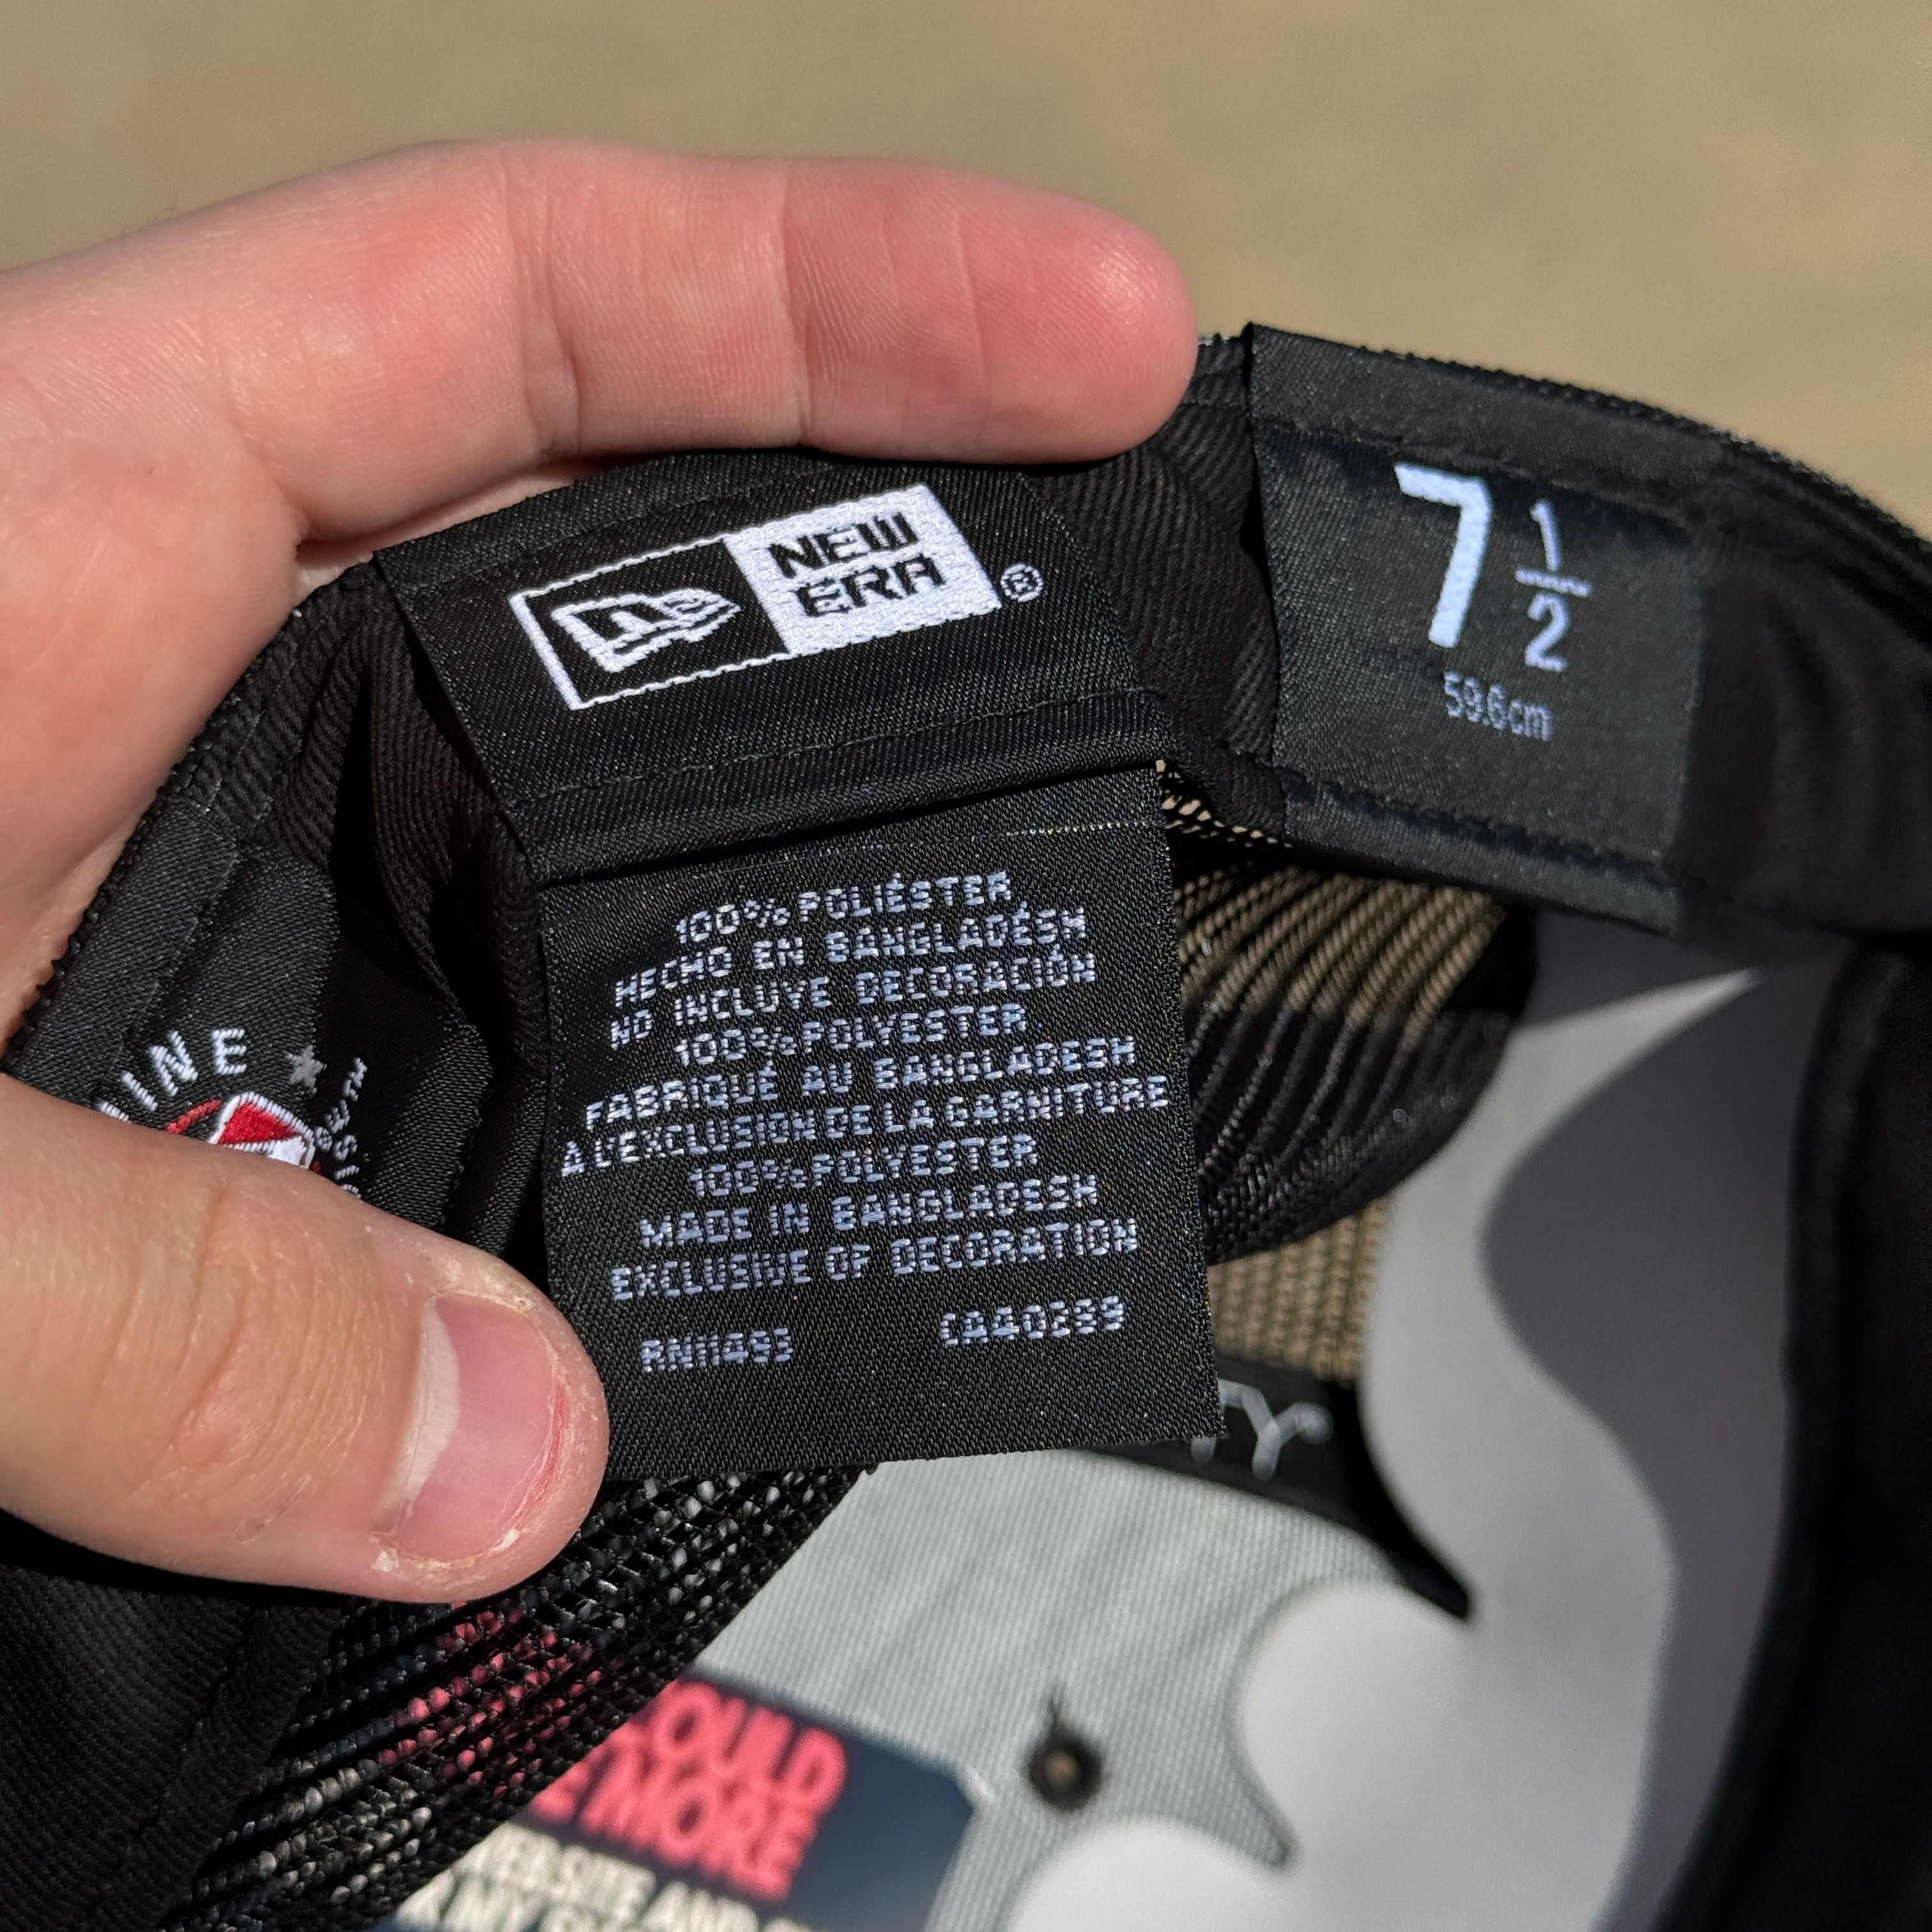 NEW
ERA
®
7 1/2
59.6cm
100% POLIÉSTER
HECHO EN BANGLADÉSH
NO INCLUYE DECORACIÓN
100% POLYESTER
FABRIQUÉ AU BANGLADESH
À L'EXCLUSION DE LA GARNITURE
100% POLYESTER
MADE IN BANGLADESH
EXCLUSIVE OF DECORATION
RN11493 CA40289
MORE